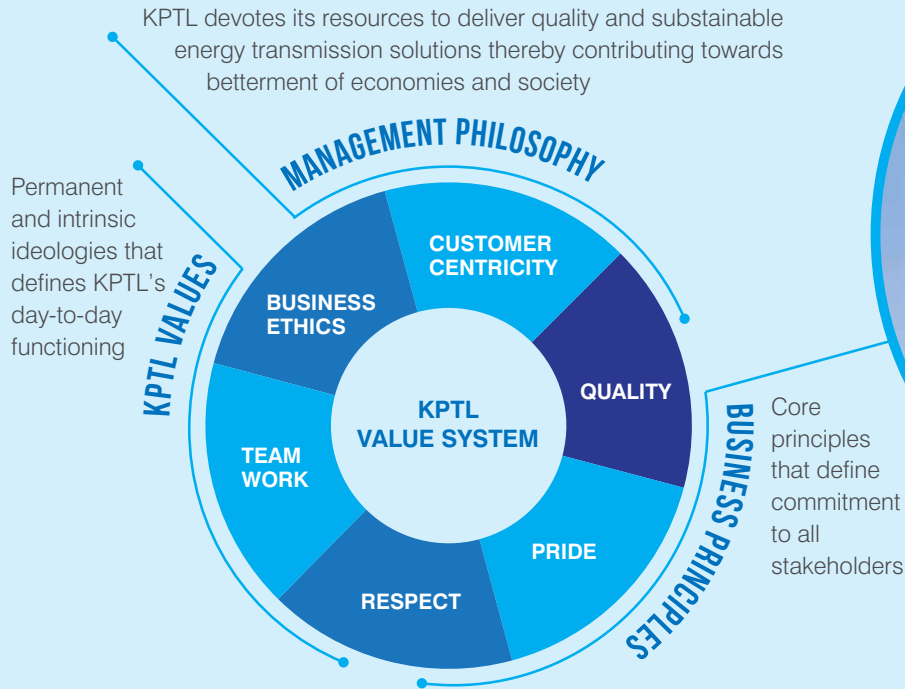 KPTL devotes its resources to deliver quality and substainable
energy transmission solutions thereby contributing towards
betterment of economies and society
MANAGEMENT PHILOSOPHY
Permanent
and intrinsic
ideologies that
defines KPTL’s
day-to-day
functioning
KPTL VALUES
CUSTOMER
CENTRICITY
BUSINESS
ETHICS
QUALITY
KPTL
VALUE SYSTEM
TEAM
WORK
PRIDE
RESPECT
BUSINESS PRINCIPLES
Core
principles
that define
commitment
to all
stakeholders